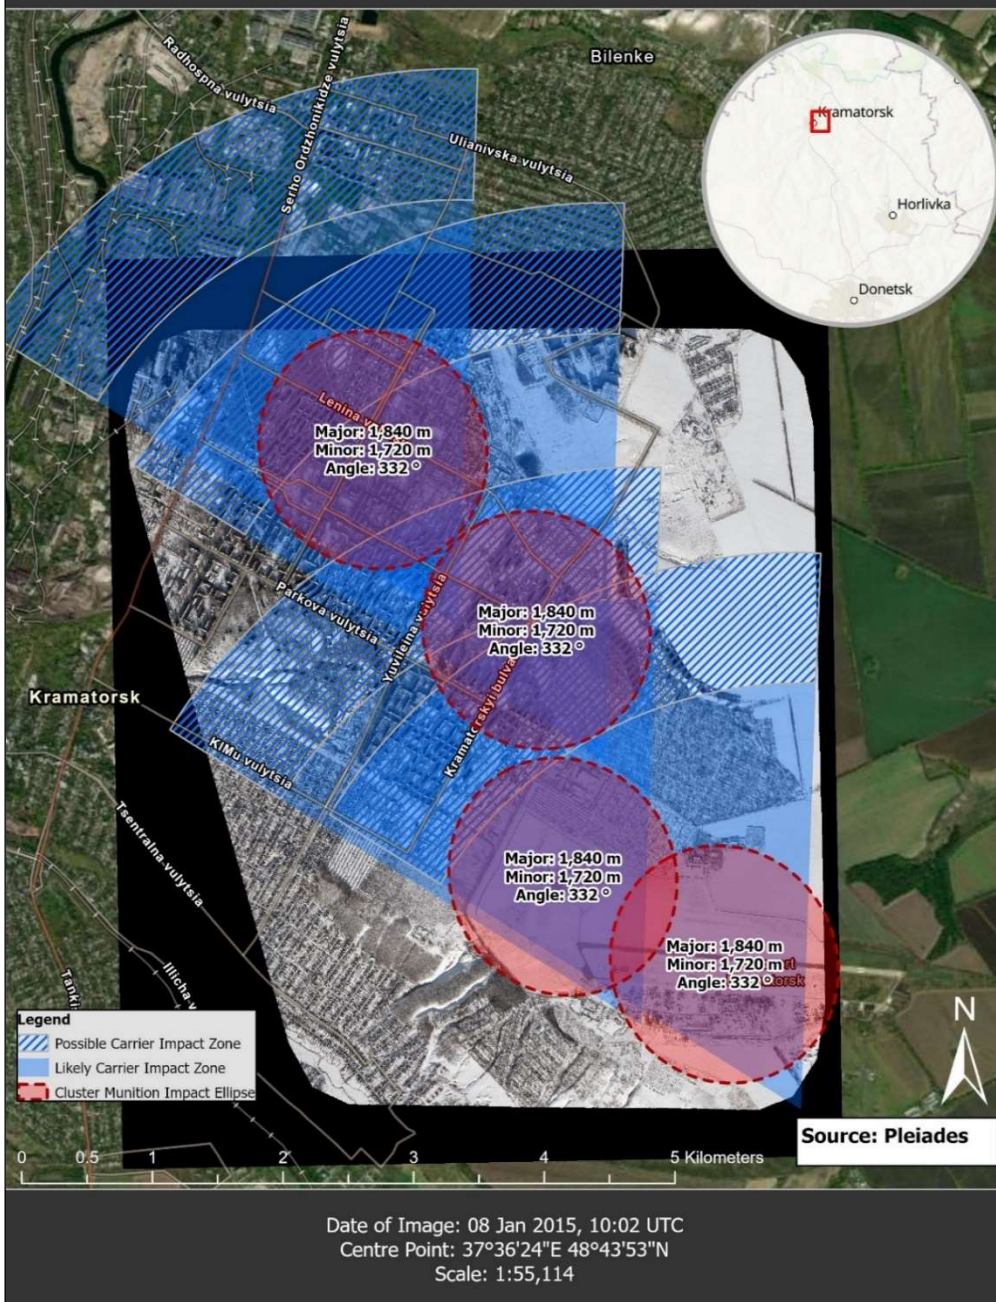 Radhospna vulytsia
Serho Ordzhonikidze vulytsia
Bilenke
Ulianivska vulytsia
Kramatorsk
Horlivka
Donetsk
Lenina
Major: 1,840 m
Minor: 1,720 m
Angle: 332 °
Major: 1,840 m
Minor: 1,720 m
Angle: 332 °
Parkova vulytsia
Yuvileina vulytsia
Kramatorskyi bulva
Kramatorsk
KIMu vulytsia
Tsentralna vulytsia
Major: 1,840 m
Minor: 1,720 m
Angle: 332 °
Major: 1,840 m
Minor: 1,720 m
Angle: 332 °
Illicha v
Tanki
N
Legend
Possible Carrier Impact Zone
Likely Carrier Impact Zone
Cluster Munition Impact Ellipse
Source: Pleiades
0 0.5 1 2 3 4 5 Kilometers
Date of Image: 08 Jan 2015, 10:02 UTC
Centre Point: 37°36'24"E 48°43'53"N
Scale: 1:55,114